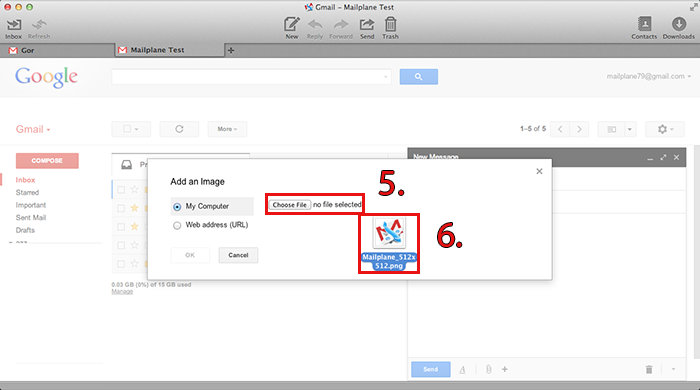 Gmail – Mailplane Test
Inbox Refresh New Reply Forward Send Trash Contacts Downloads
Gor Mailplane Test +
Google mailplane79@gmail.com
Gmail More 1–5 of 5
COMPOSE
New Message
Inbox
Starred
Important
Sent Mail
Drafts
Add an Image
My Computer Choose File no file selected
Web address (URL)
OK Cancel
5.
6.
Mailplane_512x
512.png
0.03 GB (0%) of 15 GB used
Manage
Send